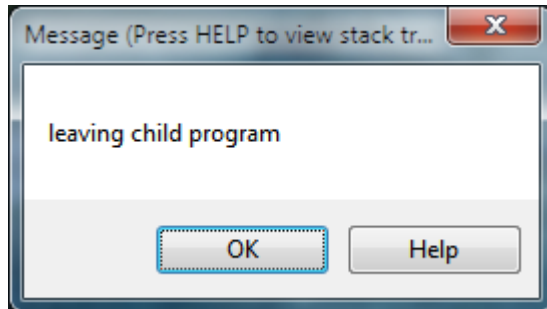 Message (Press HELP to view stack tr...
leaving child program
OK
Help